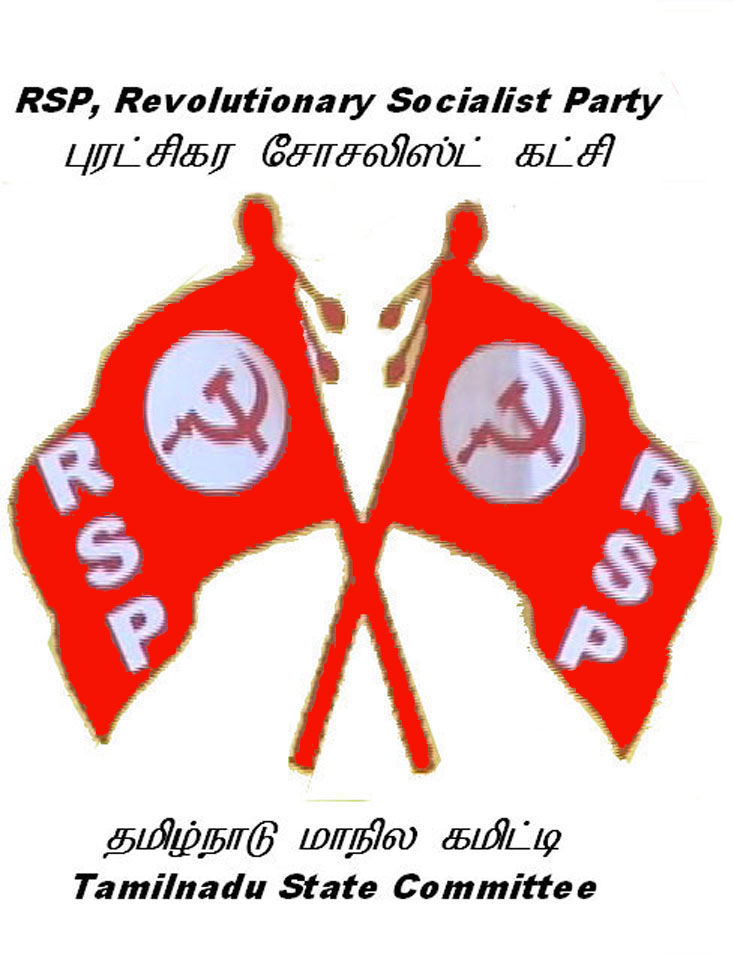 RSP, Revolutionary Socialist Party
புரட்சிகர சோசலிஸ்ட் கட்சி
RSP
RSP
தமிழ்நாடு மாநில கமிட்டி
Tamilnadu State Committee